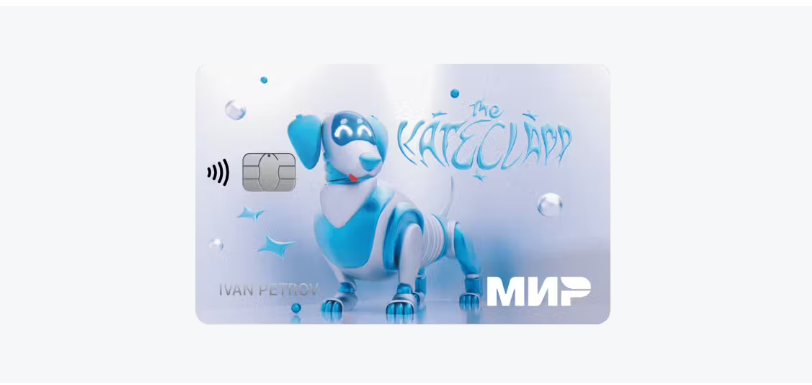 The
KATECLAPP
IVAN PETROV
МИР